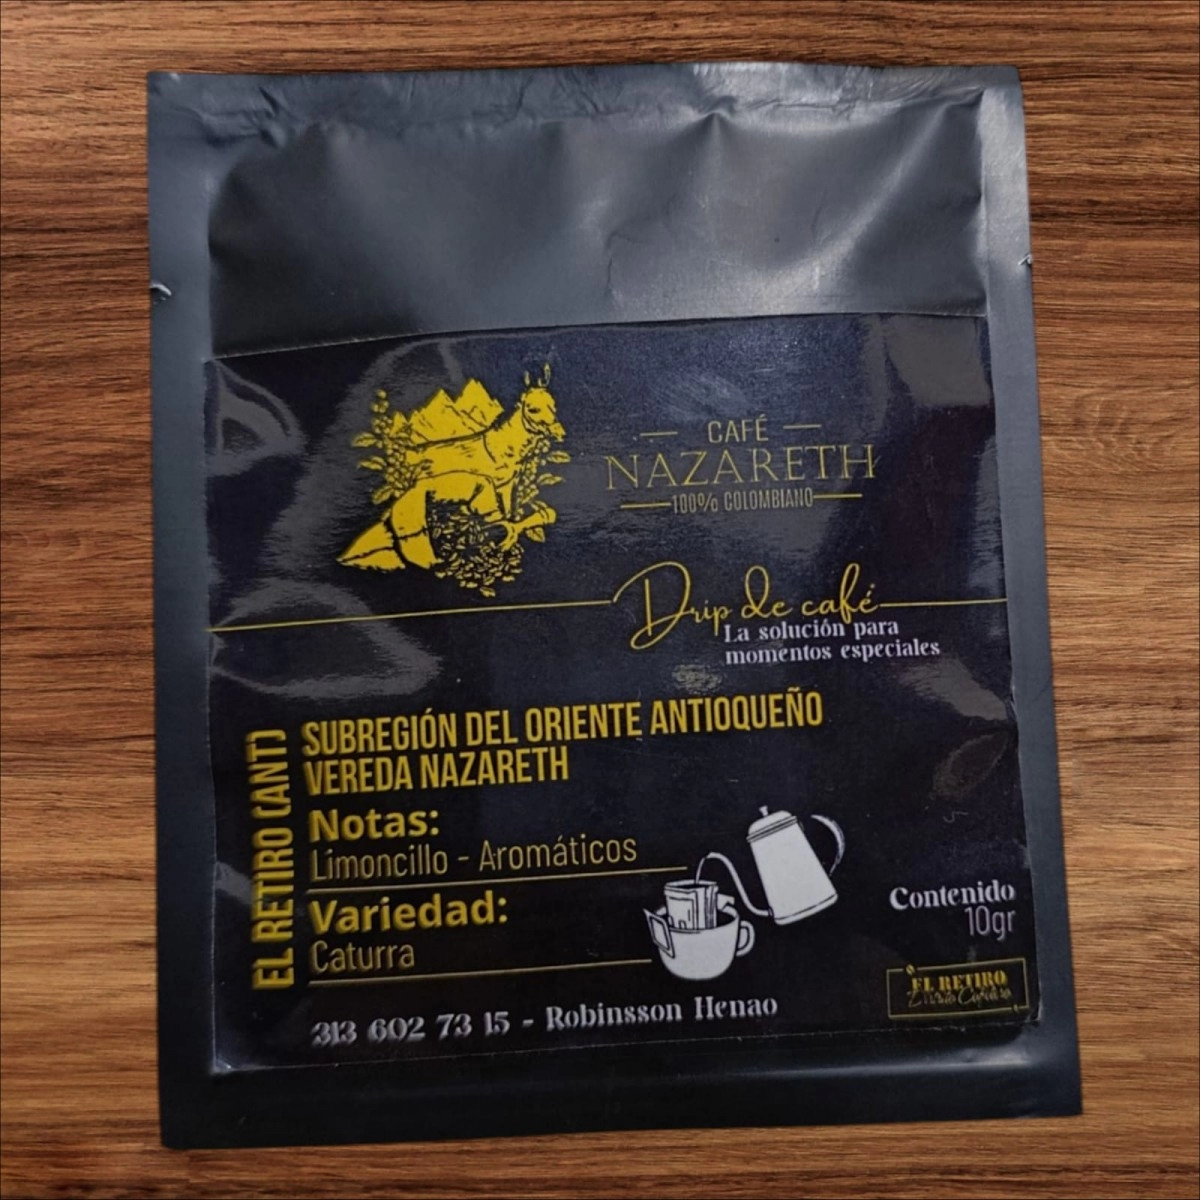 CAFÉ
NAZARETH
100% COLOMBIANO
Drip de café
La solución para
momentos especiales
EL RETIRO (ANT)
SUBREGIÓN DEL ORIENTE ANTIOQUEÑO
VEREDA NAZARETH
Notas:
Limoncillo - Aromáticos
Variedad:
Caturra
Contenido
10gr
EL RETIRO
313 602 73 15 - Robinsson Henao